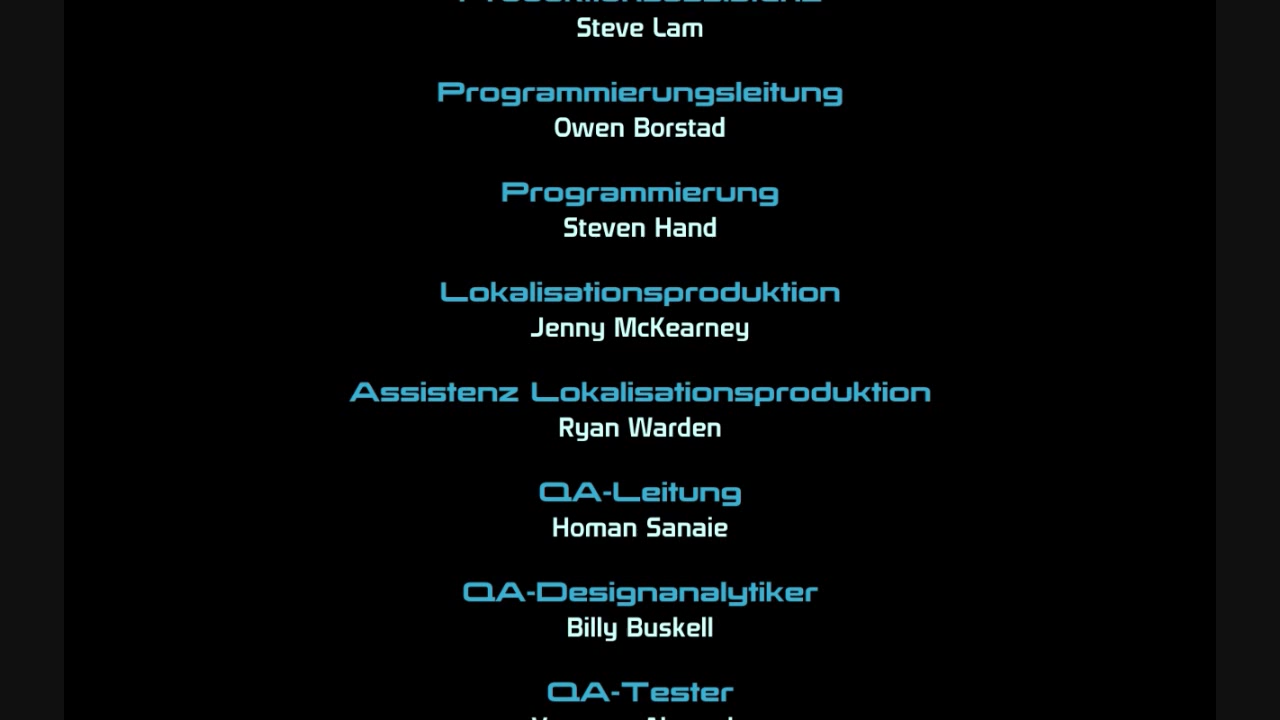 Steve Lam
Programmierungsleitung
Owen Borstad
Programmierung
Steven Hand
Lokalisationsproduktion
Jenny McKearney
Assistenz Lokalisationsproduktion
Ryan Warden
QA-Leitung
Homan Sanaie
QA-Designanalytiker
Billy Buskell
QA-Tester